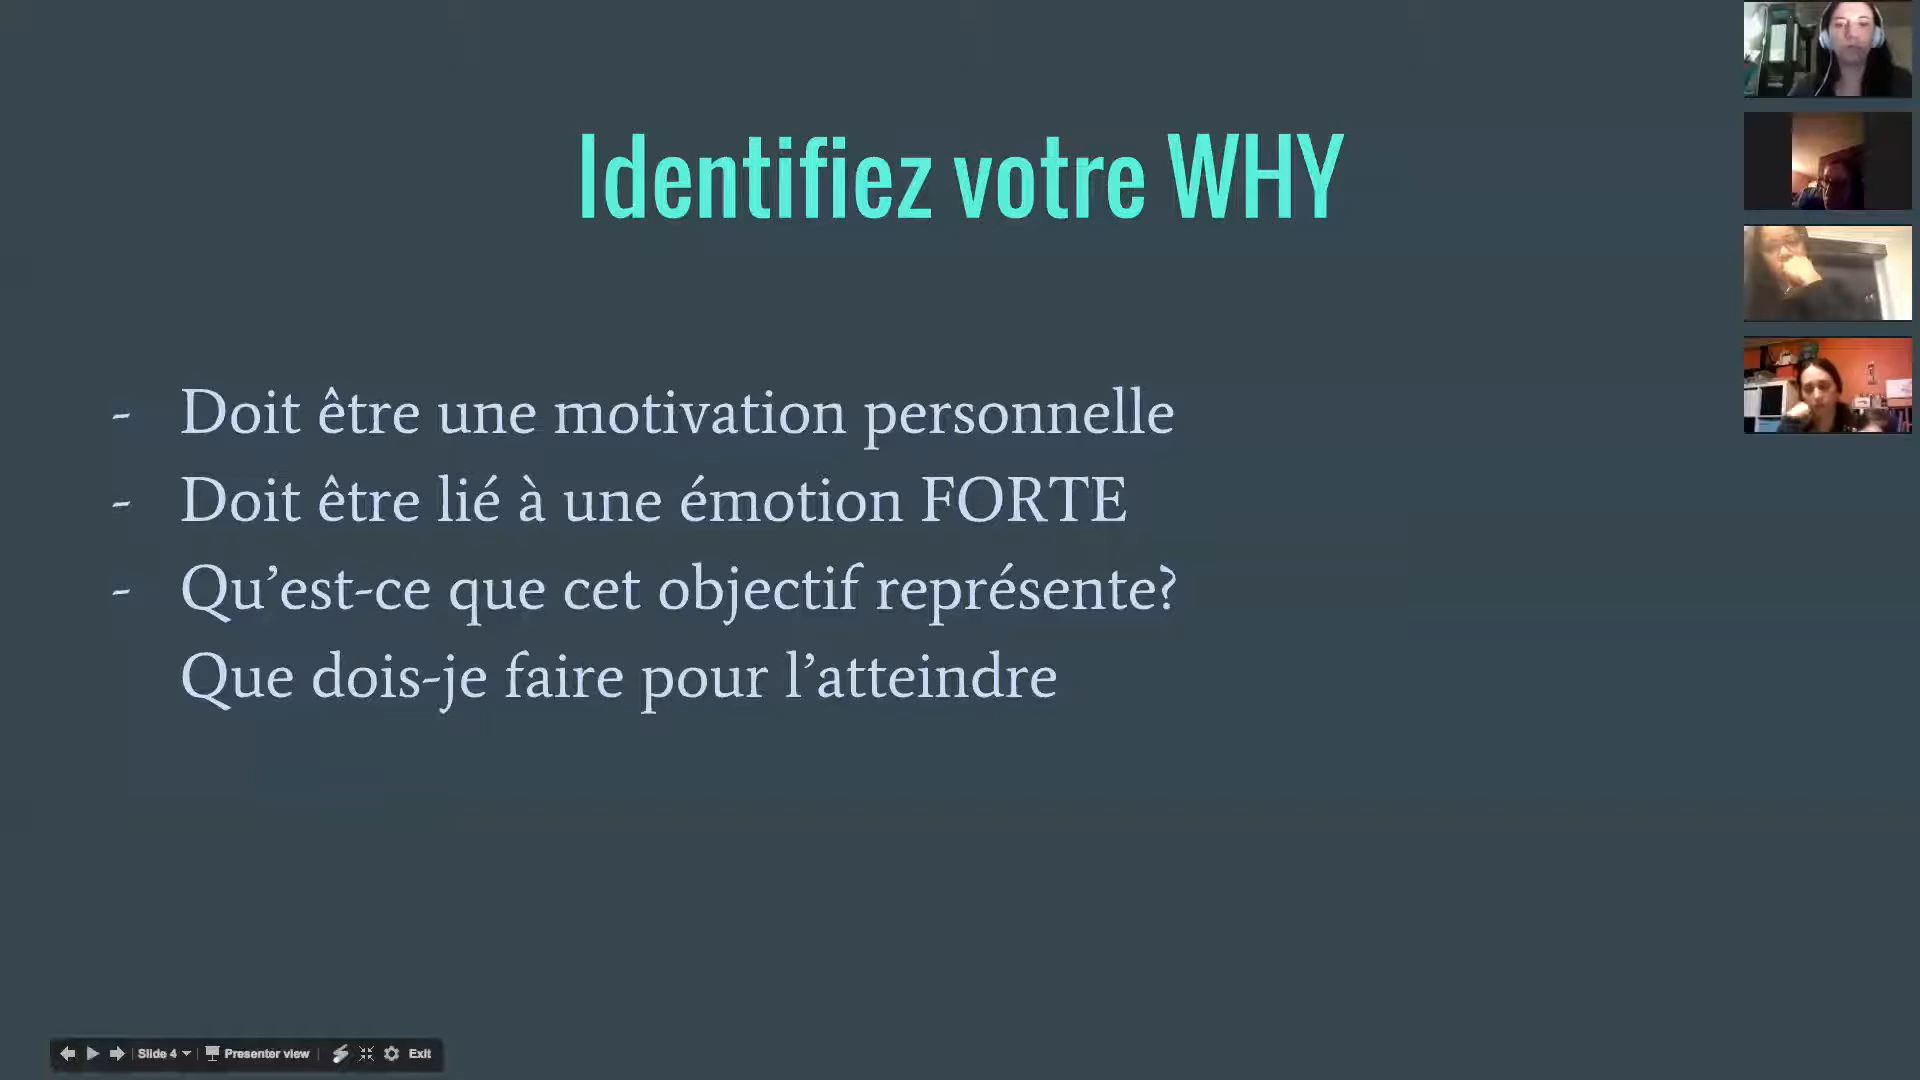 Identifiez votre WHY
- Doit être une motivation personnelle
- Doit être lié à une émotion FORTE
- Qu’est-ce que cet objectif représente?
Que dois-je faire pour l’atteindre
Slide 4 Presenter view Exit